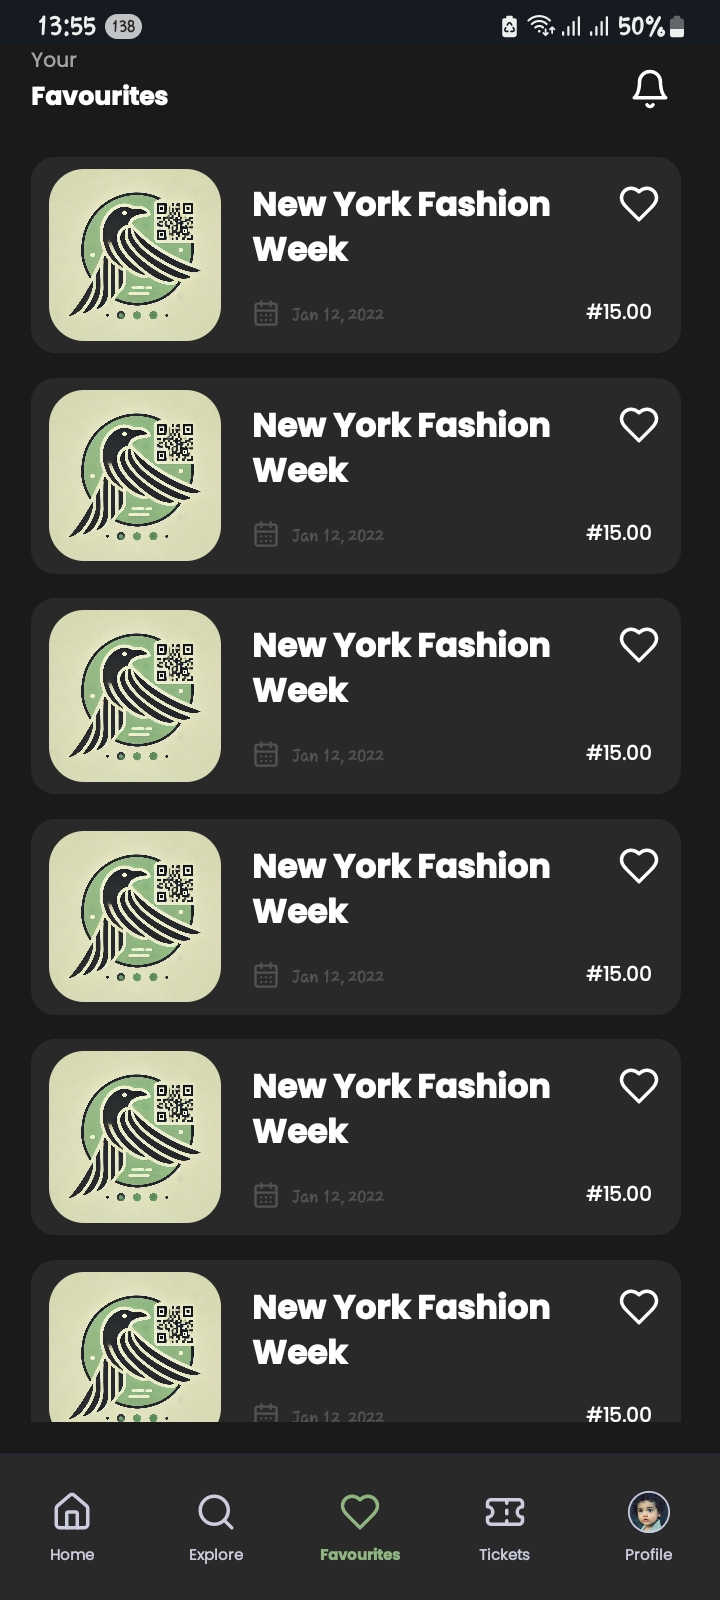 13:55 138 50%
Your
Favourites
New York Fashion
Week
Jan 12, 2022 #15.00
New York Fashion
Week
Jan 12, 2022 #15.00
New York Fashion
Week
Jan 12, 2022 #15.00
New York Fashion
Week
Jan 12, 2022 #15.00
New York Fashion
Week
Jan 12, 2022 #15.00
New York Fashion
Week
Jan 12, 2022 #15.00
Home Explore Favourites Tickets Profile